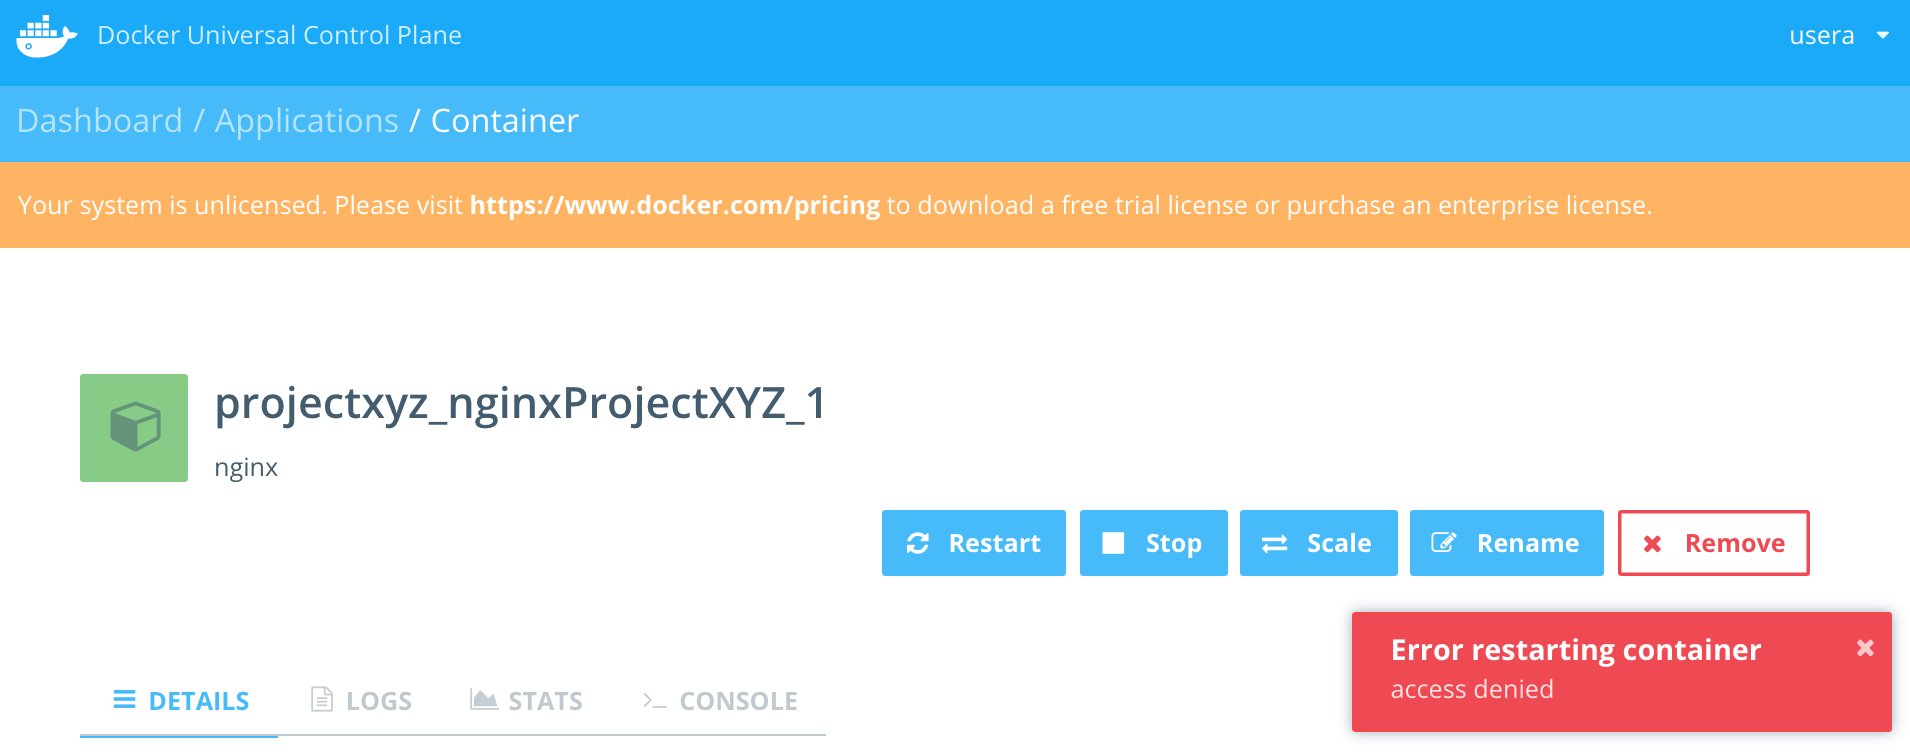 Docker Universal Control Plane
usera
Dashboard / Applications / Container
Your system is unlicensed. Please visit https://www.docker.com/pricing to download a free trial license or purchase an enterprise license.
projectxyz_nginxProjectXYZ_1
nginx
Restart Stop Scale Rename Remove
Error restarting container
access denied
DETAILS LOGS STATS CONSOLE